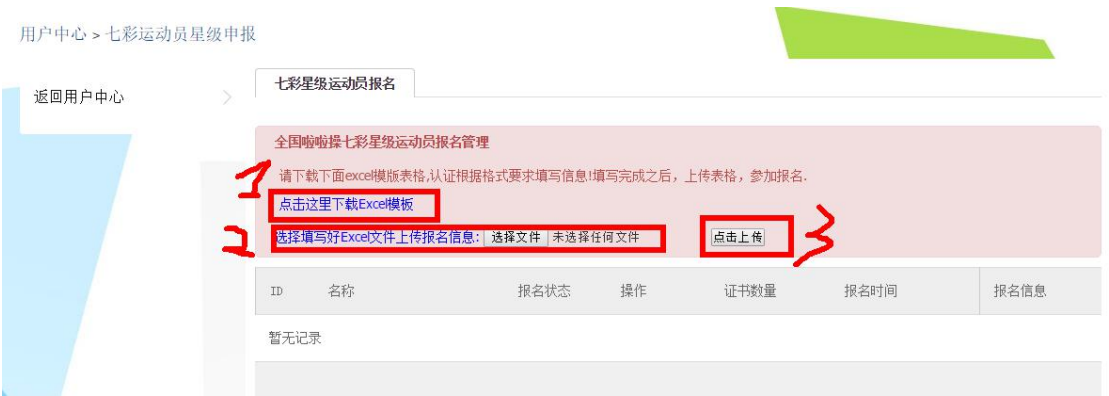 用户中心 > 七彩运动员星级申报
返回用户中心
七彩星级运动员报名
全国啦啦操七彩星级运动员报名管理
请下载下面excel模版表格,认证根据格式要求填写信息!填写完成之后，上传表格，参加报名.
1
点击这里下载Excel模板
2 选择填写好Excel文件上传报名信息: 选择文件 未选择任何文件 点击上传 3
ID 名称 报名状态 操作 证书数量 报名时间 报名信息
暂无记录